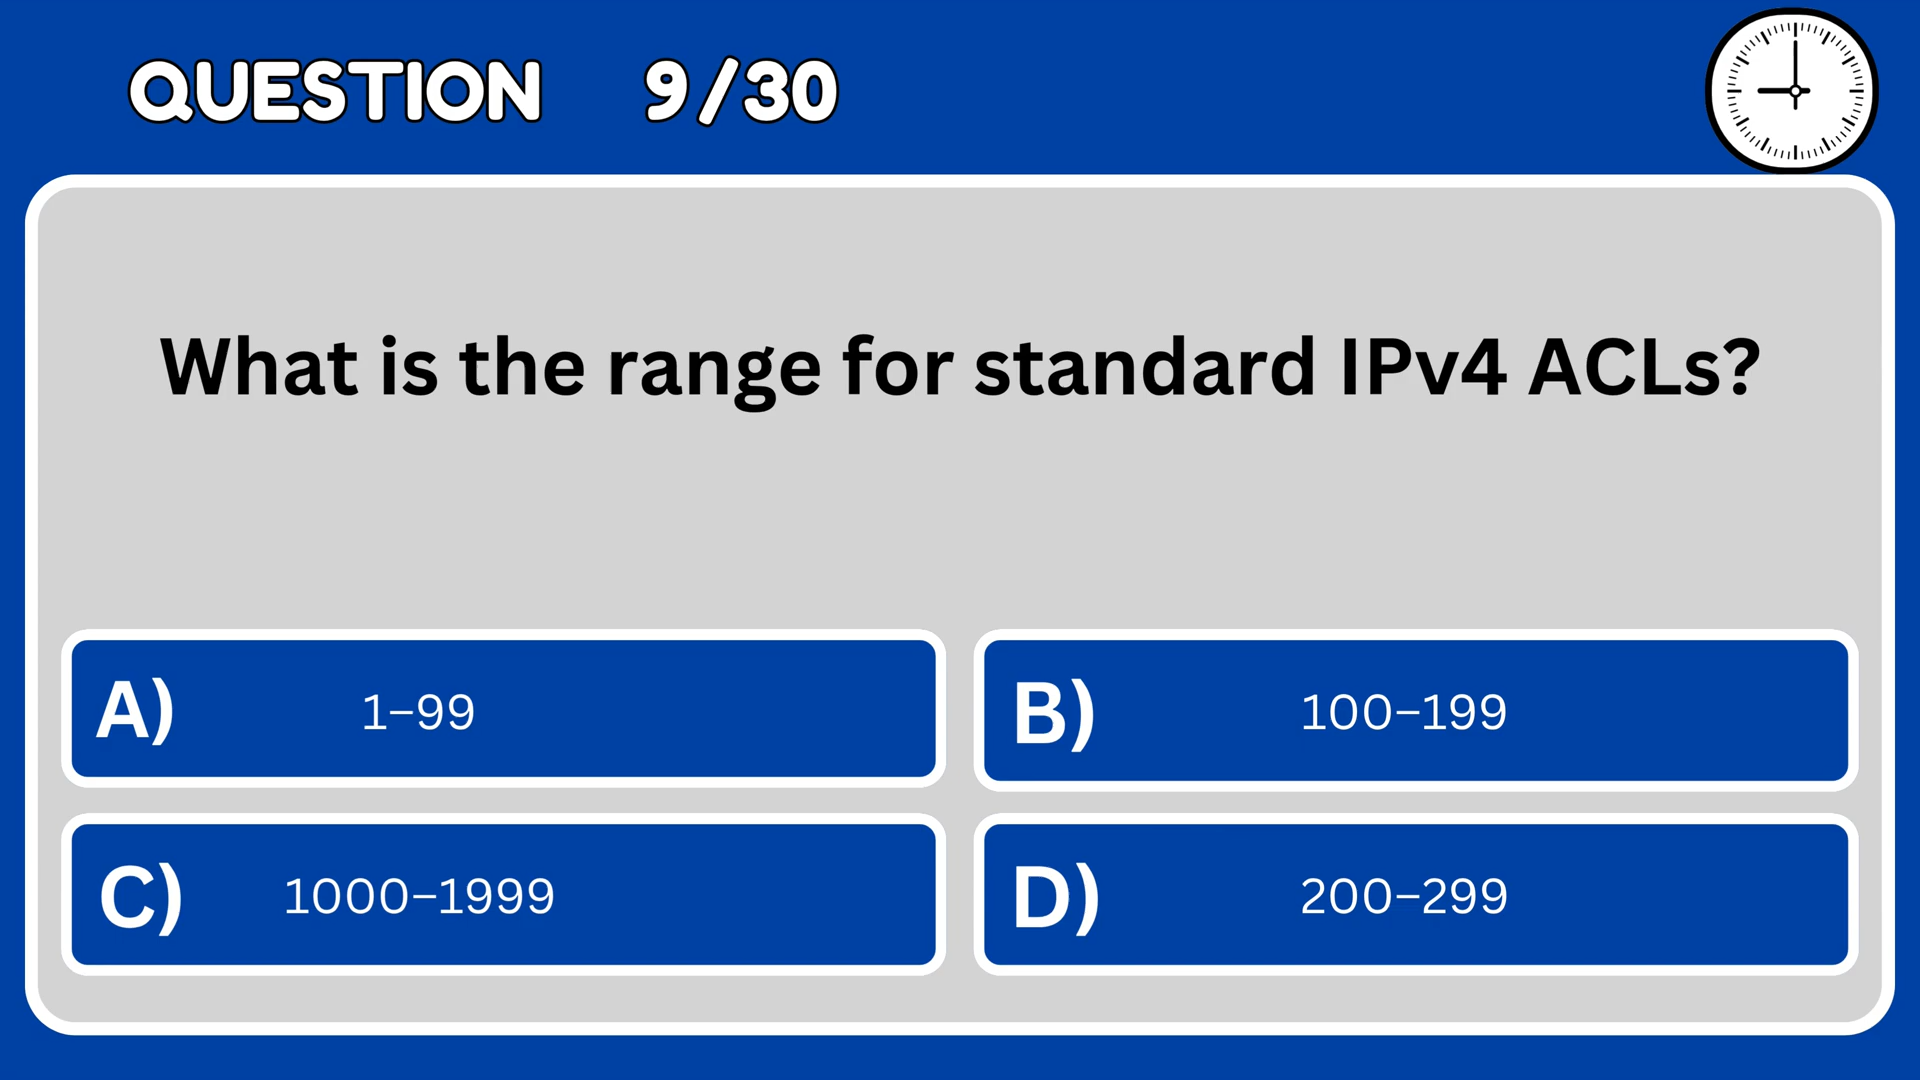 QUESTION 9/30
What is the range for standard IPv4 ACLs?
A) 1–99
B) 100–199
C) 1000–1999
D) 200–299